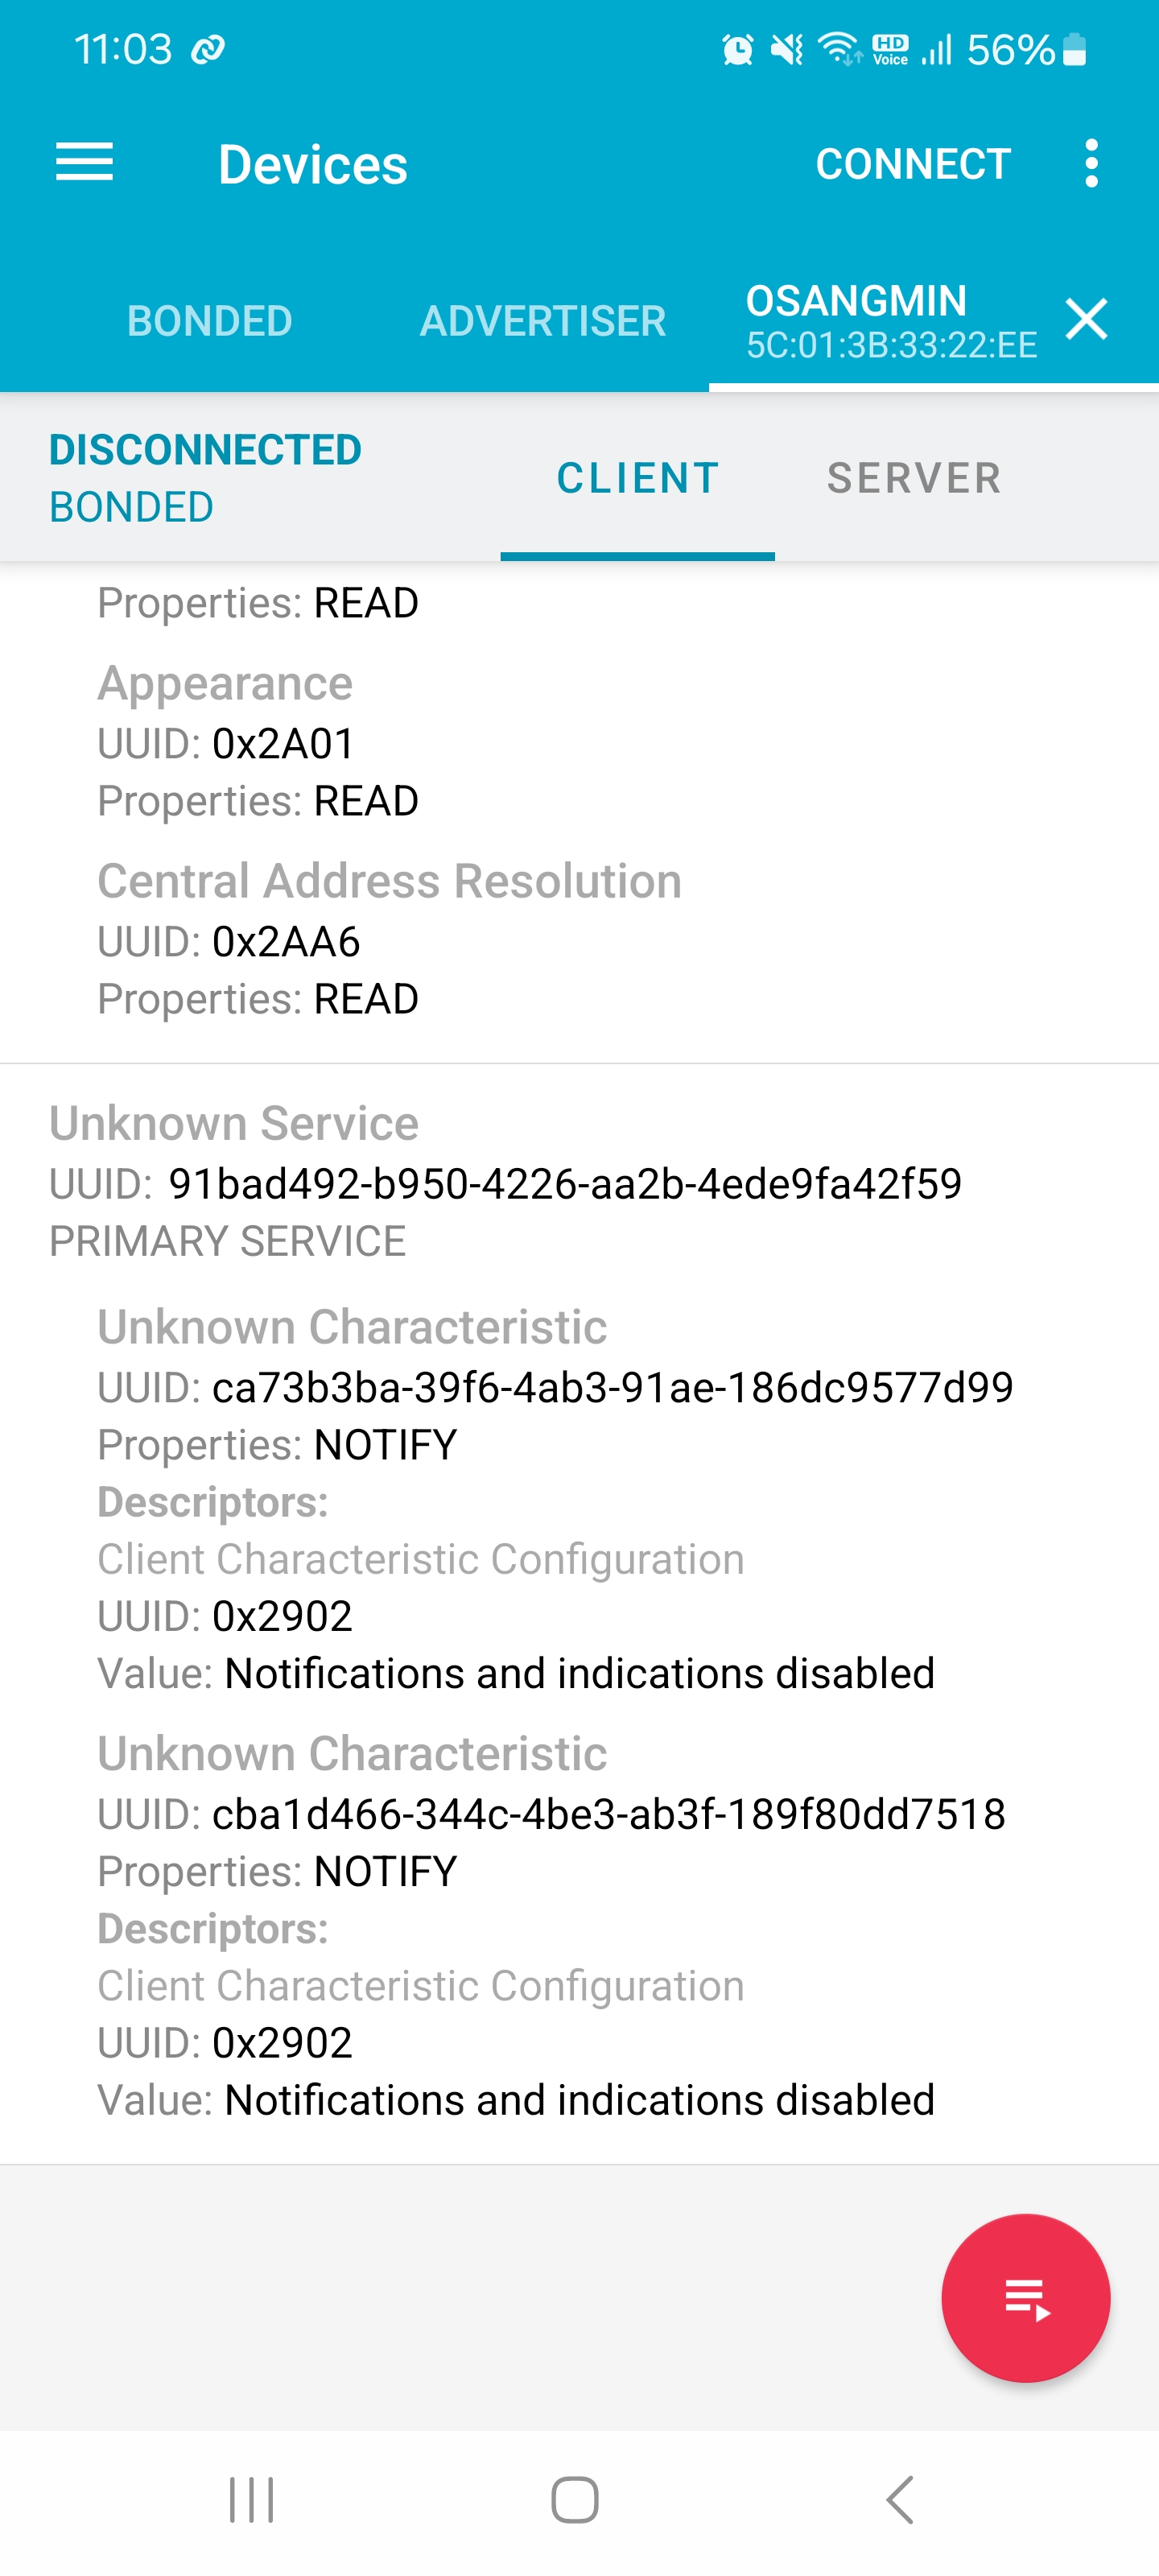 11:03
HD Voice 56%
Devices
CONNECT
BONDED
ADVERTISER
OSANGMIN
5C:01:3B:33:22:EE
DISCONNECTED
BONDED
CLIENT
SERVER
Properties: READ
Appearance
UUID: 0x2A01
Properties: READ
Central Address Resolution
UUID: 0x2AA6
Properties: READ
Unknown Service
UUID: 91bad492-b950-4226-aa2b-4ede9fa42f59
PRIMARY SERVICE
Unknown Characteristic
UUID: ca73b3ba-39f6-4ab3-91ae-186dc9577d99
Properties: NOTIFY
Descriptors:
Client Characteristic Configuration
UUID: 0x2902
Value: Notifications and indications disabled
Unknown Characteristic
UUID: cba1d466-344c-4be3-ab3f-189f80dd7518
Properties: NOTIFY
Descriptors:
Client Characteristic Configuration
UUID: 0x2902
Value: Notifications and indications disabled